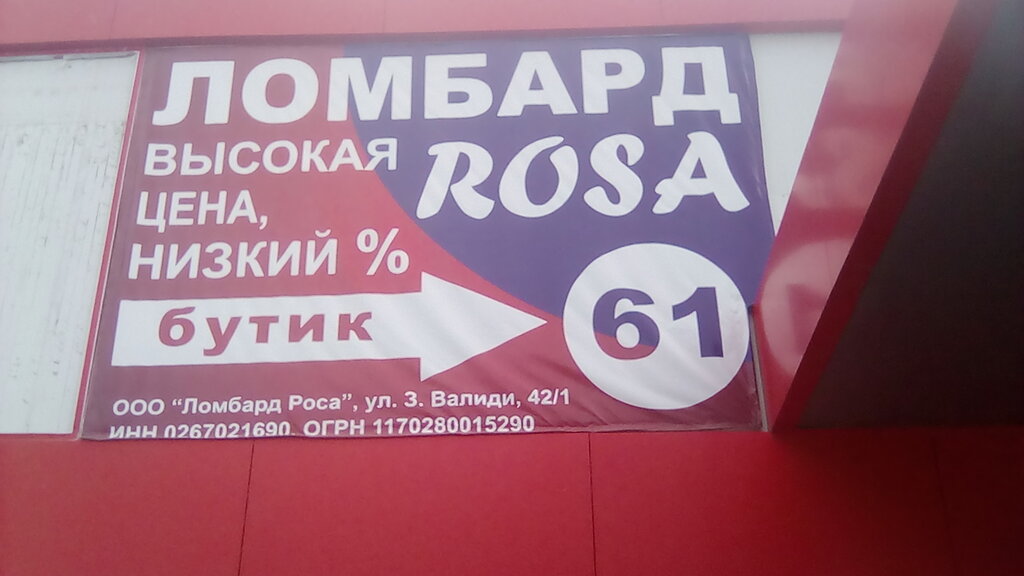 ЛОМБАРД
ROSA
ВЫСОКАЯ
ЦЕНА,
НИЗКИЙ %
бутик
61
ООО "Ломбард Роса", ул. З. Валиди, 42/1
ИНН 0267021690, ОГРН 1170280015290